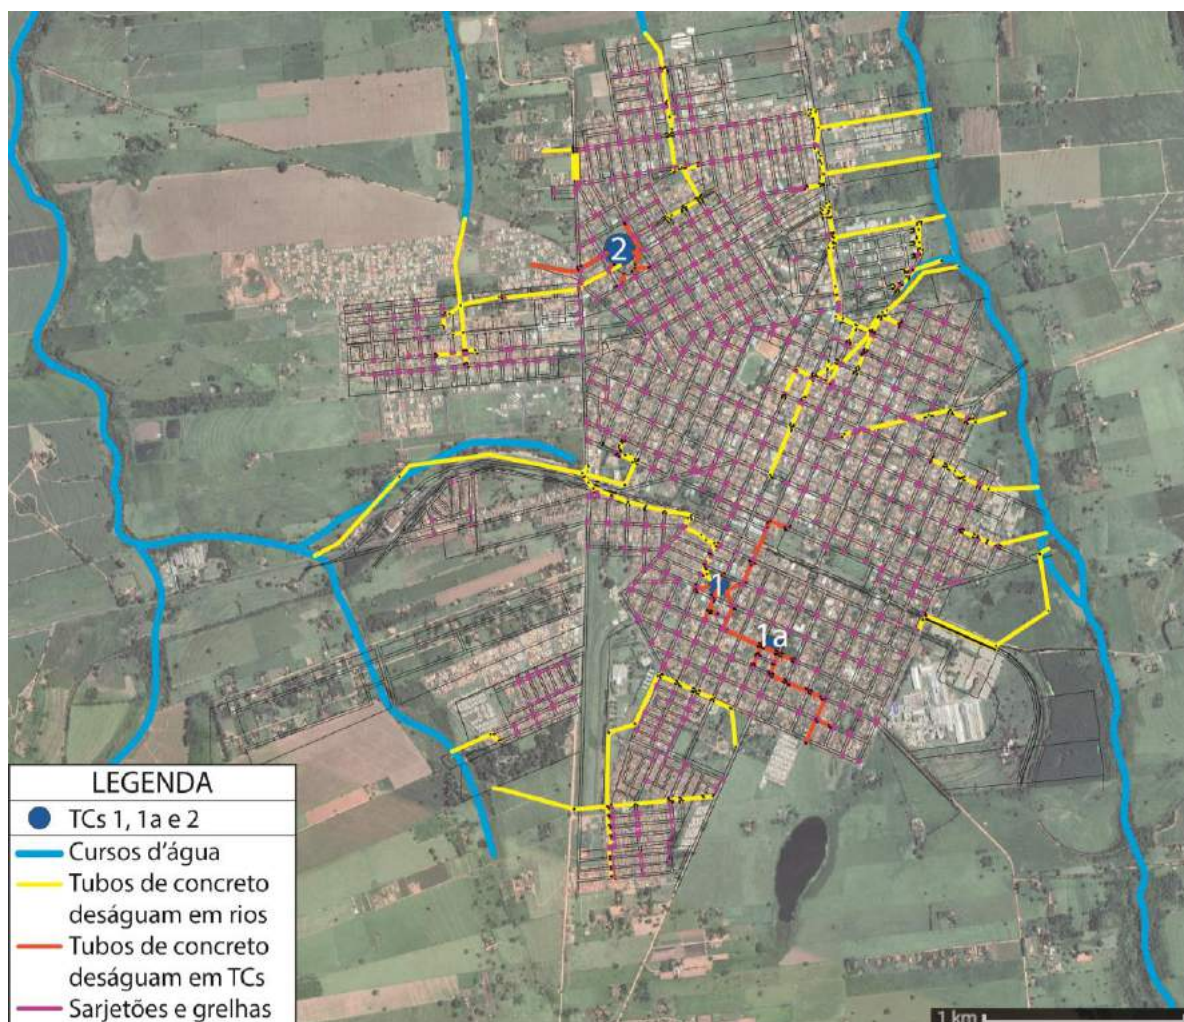 2
1
1a
LEGENDA
TCs 1, 1a e 2
Cursos d'água
Tubos de concreto
deságuam em rios
Tubos de concreto
deságuam em TCs
Sarjetões e grelhas
1 km